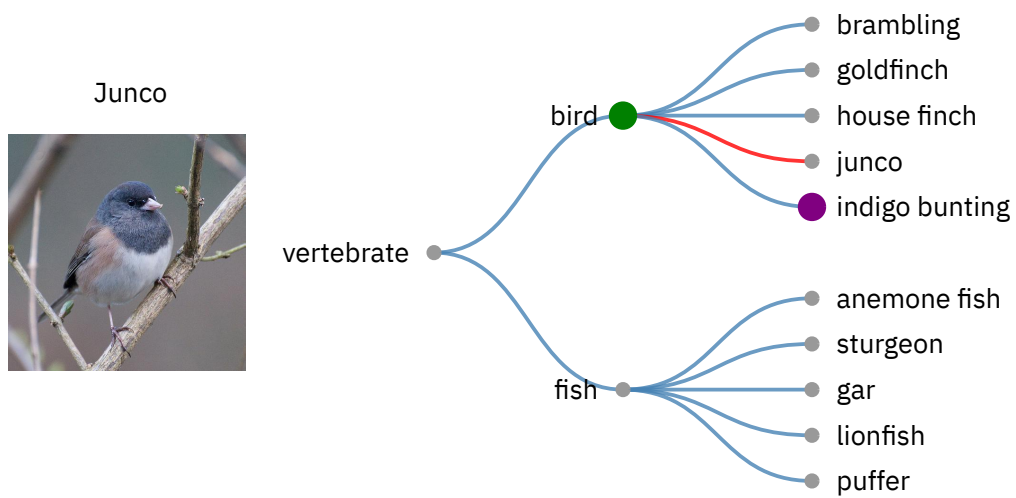 Junco
vertebrate
bird
fish
brambling
goldfinch
house finch
junco
indigo bunting
anemone fish
sturgeon
gar
lionfish
puffer